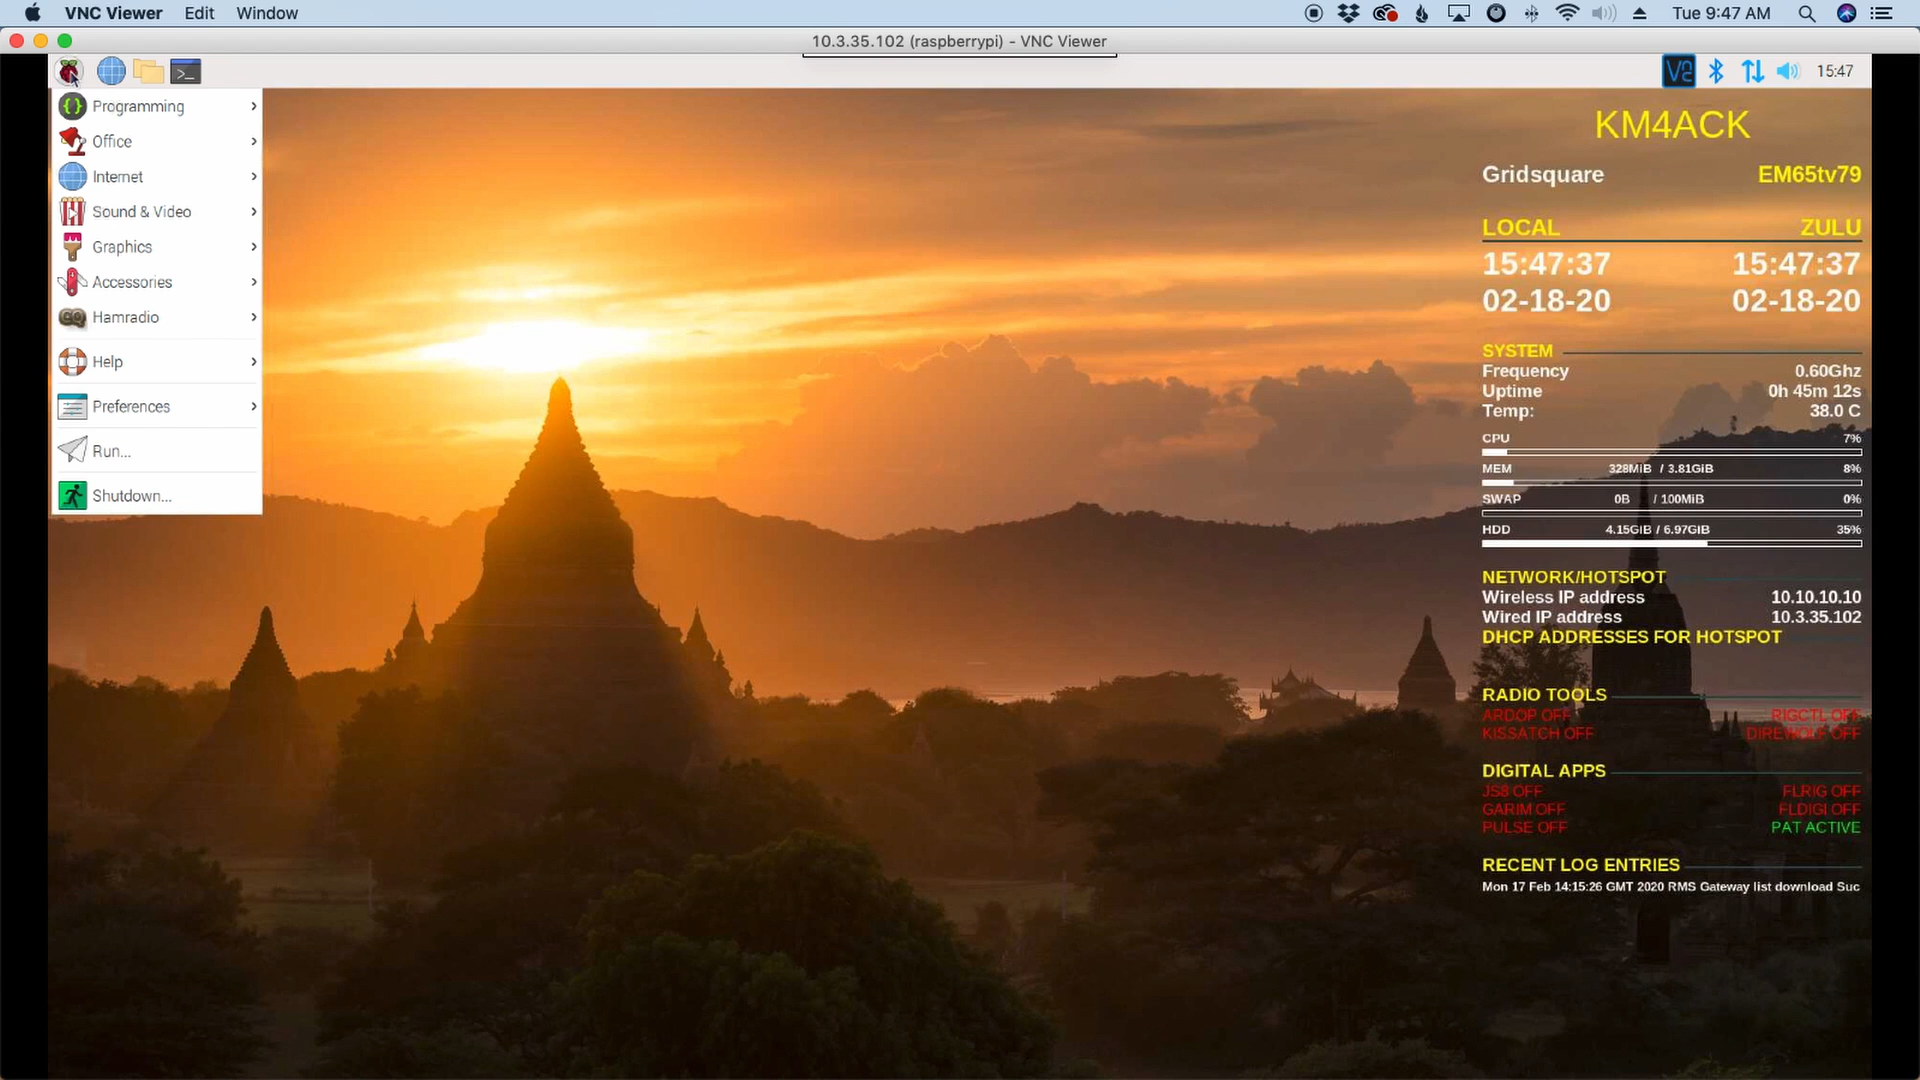 VNC Viewer Edit Window Tue 9:47 AM
10.3.35.102 (raspberrypi) - VNC Viewer
15:47
Programming
Office
Internet
Sound & Video
Graphics
Accessories
Hamradio
Help
Preferences
Run...
Shutdown...
KM4ACK
Gridsquare EM65tv79
LOCAL ZULU
15:47:37 15:47:37
02-18-20 02-18-20
SYSTEM
Frequency 0.60Ghz
Uptime 0h 45m 12s
Temp: 38.0 C
CPU 7%
MEM 328MiB / 3.81GiB 8%
SWAP 0B / 100MiB 0%
HDD 4.15GiB / 6.97GiB 35%
NETWORK/HOTSPOT
Wireless IP address 10.10.10.10
Wired IP address 10.3.35.102
DHCP ADDRESSES FOR HOTSPOT
RADIO TOOLS
ARDOP OFF RIGCTL OFF
KISSATCH OFF DIREWOLF OFF
DIGITAL APPS
JS8 OFF FLRIG OFF
GARIM OFF FLDIGI OFF
PULSE OFF PAT ACTIVE
RECENT LOG ENTRIES
Mon 17 Feb 14:15:26 GMT 2020 RMS Gateway list download Suc